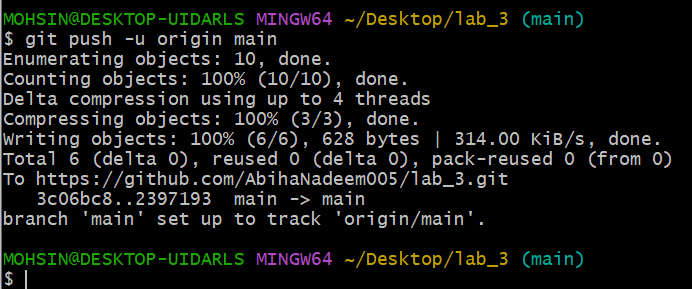 MOHSIN@DESKTOP-UIDARLS MINGW64 ~/Desktop/lab_3 (main)
$ git push -u origin main
Enumerating objects: 10, done.
Counting objects: 100% (10/10), done.
Delta compression using up to 4 threads
Compressing objects: 100% (3/3), done.
Writing objects: 100% (6/6), 628 bytes | 314.00 KiB/s, done.
Total 6 (delta 0), reused 0 (delta 0), pack-reused 0 (from 0)
To https://github.com/AbihaNadeem005/lab_3.git
   3c06bc8..2397193  main -> main
branch 'main' set up to track 'origin/main'.
MOHSIN@DESKTOP-UIDARLS MINGW64 ~/Desktop/lab_3 (main)
$